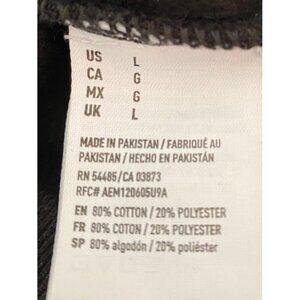 US L
CA G
MX G
UK L
MADE IN PAKISTAN / FABRIQUÉ AU
PAKISTAN / HECHO EN PAKISTÁN
RN 54485/CA 03873
RFC# AEM120605U9A
EN 80% COTTON / 20% POLYESTER
FR 80% COTON / 20% POLYESTER
SP 80% algodón / 20% poliéster